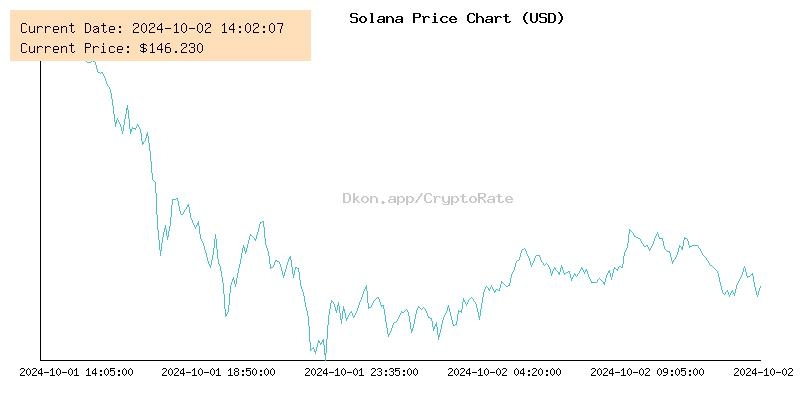 Solana Price Chart (USD)
Current Date: 2024-10-02 14:02:07
Current Price: $146.230
Dkon.app/CryptoRate
2024-10-01 14:05:00 2024-10-01 18:50:00 2024-10-01 23:35:00 2024-10-02 04:20:00 2024-10-02 09:05:00 2024-10-02